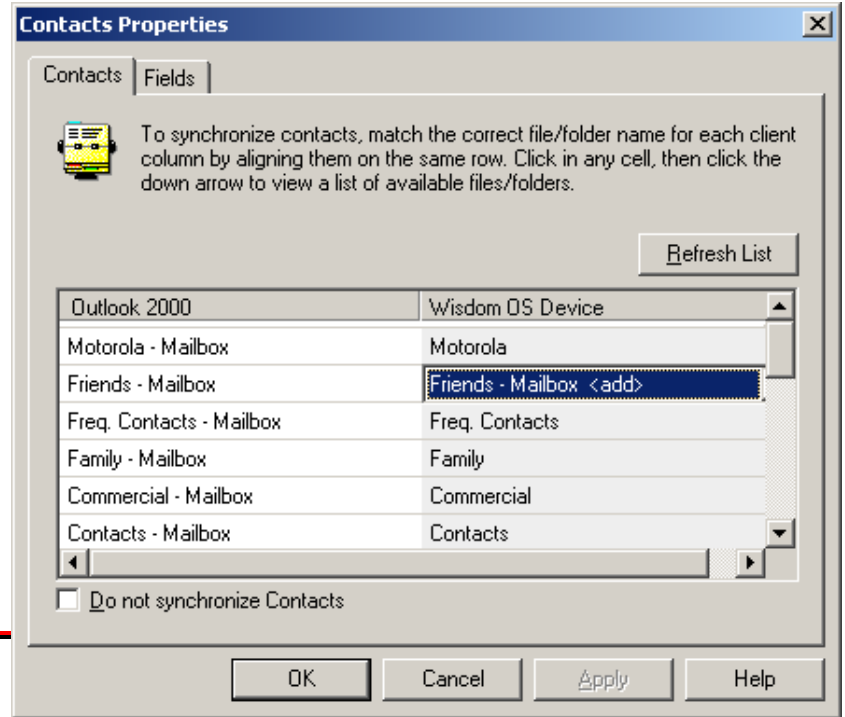 Contacts Properties
Contacts Fields
To synchronize contacts, match the correct file/folder name for each client
column by aligning them on the same row. Click in any cell, then click the
down arrow to view a list of available files/folders.
Refresh List
Outlook 2000 Wisdom OS Device
Motorola - Mailbox Motorola
Friends - Mailbox Friends - Mailbox <add>
Freq. Contacts - Mailbox Freq. Contacts
Family - Mailbox Family
Commercial - Mailbox Commercial
Contacts - Mailbox Contacts
Do not synchronize Contacts
OK Cancel Apply Help